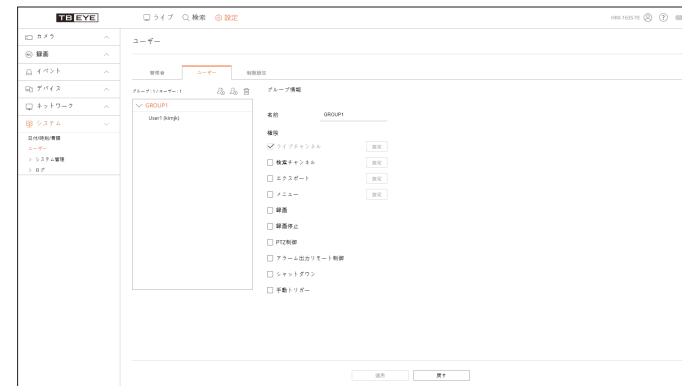 TB EYE
ライブ 検索 設定
HRX-1635-TE
カメラ
録画
イベント
デバイス
ネットワーク
システム
日付/時刻/言語
ユーザー
システム管理
ログ
ユーザー
管理者 ユーザー 制限設定
グループ: 1 / ユーザー: 1
GROUP1
User1 (kimjk)
グループ情報
名前 GROUP1
権限
ライブチャンネル 設定
検索チャンネル 設定
エクスポート 設定
メニュー 設定
録画
録画停止
PTZ制御
アラーム出力リモート制御
シャットダウン
手動トリガー
適用 戻す